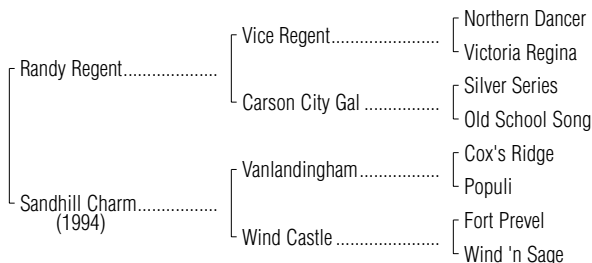 Northern Dancer
Vice Regent.......................
Victoria Regina
Randy Regent....................
Silver Series
Carson City Gal ................
Old School Song
Cox's Ridge
Vanlandingham.................
Populi
Sandhill Charm.................
(1994)
Fort Prevel
Wind Castle ......................
Wind 'n Sage